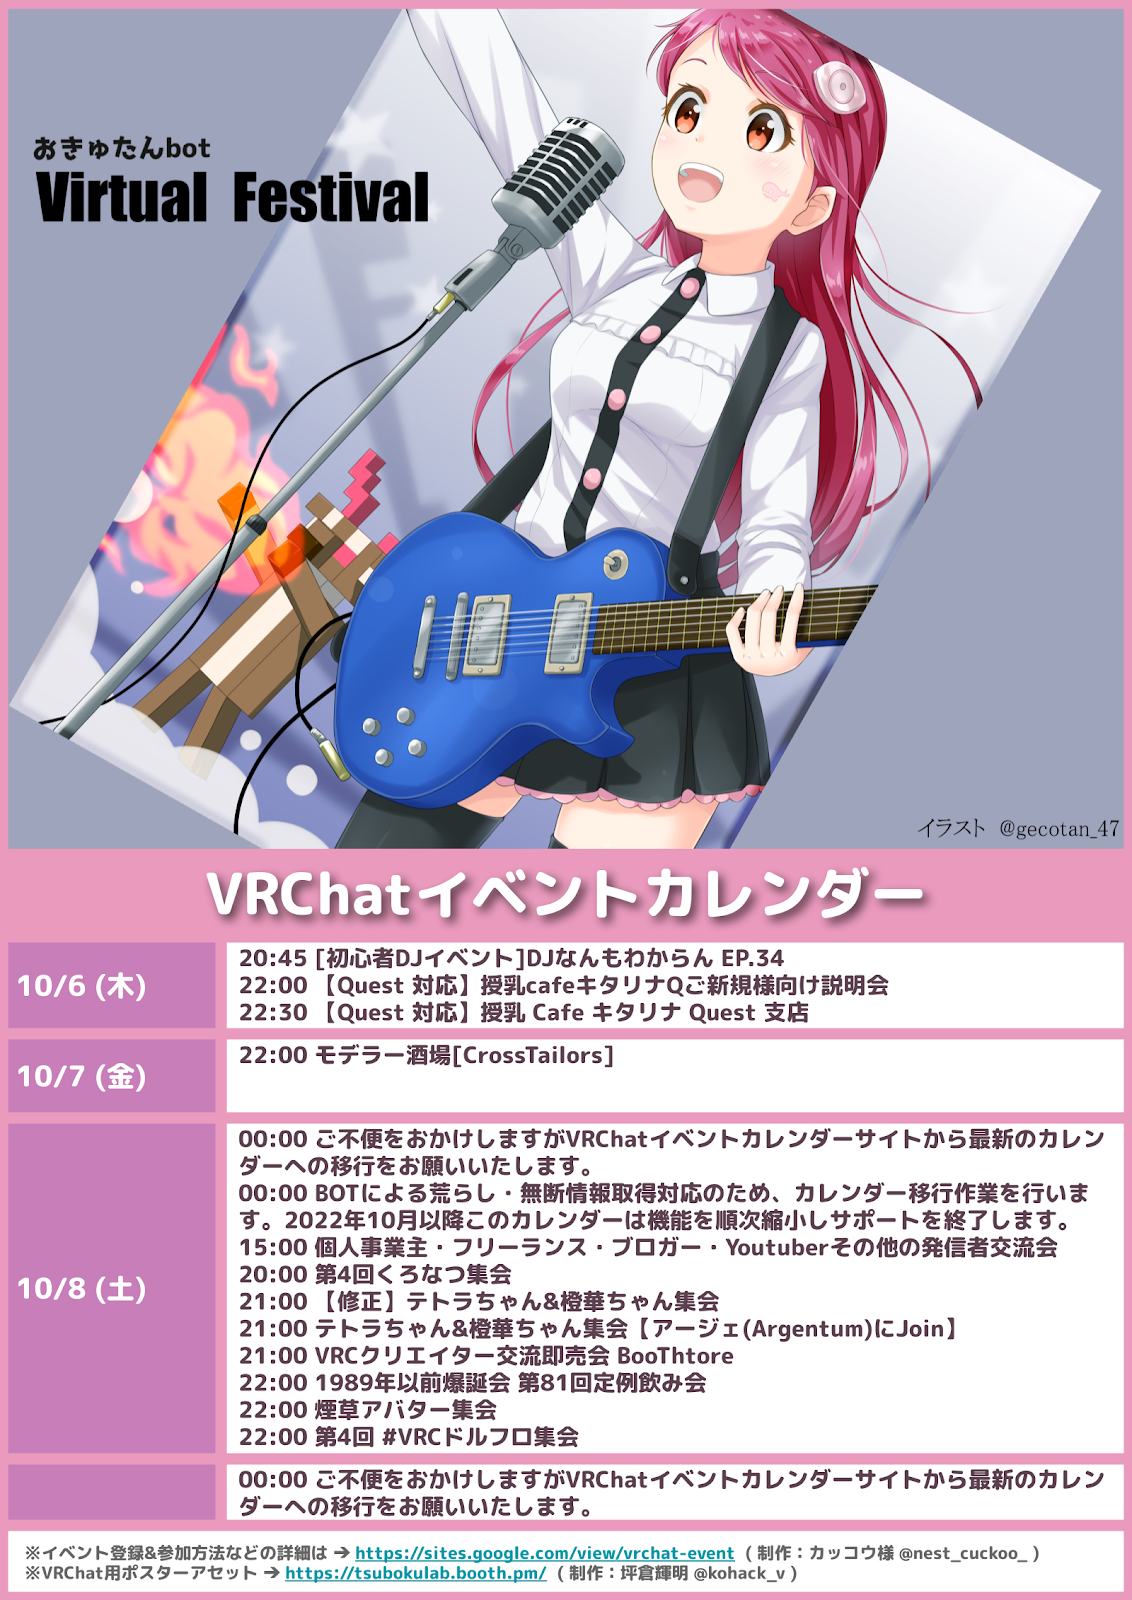 おきゅたんbot
Virtual Festival
イラスト @gecotan_47
VRChatイベントカレンダー
10/6 (木)
20:45 [初心者DJイベント]DJなんもわからん EP.34
22:00 【Quest 対応】授乳cafeキタリナQご新規様向け説明会
22:30 【Quest 対応】授乳 Cafe キタリナ Quest 支店
10/7 (金)
22:00 モデラー酒場[CrossTailors]
10/8 (土)
00:00 ご不便をおかけしますがVRChatイベントカレンダーサイトから最新のカレン
ダーへの移行をお願いいたします。
00:00 BOTによる荒らし・無断情報取得対応のため、カレンダー移行作業を行いま
す。2022年10月以降このカレンダーは機能を順次縮小しサポートを終了します。
15:00 個人事業主・フリーランス・ブロガー・Youtuberその他の発信者交流会
20:00 第4回くろなつ集会
21:00 【修正】テトラちゃん&橙華ちゃん集会
21:00 テトラちゃん&橙華ちゃん集会【アージェ(Argentum)にJoin】
21:00 VRCクリエイター交流即売会 BooThtore
22:00 1989年以前爆誕会 第81回定例飲み会
22:00 煙草アバター集会
22:00 第4回 #VRCドルフロ集会
00:00 ご不便をおかけしますがVRChatイベントカレンダーサイトから最新のカレン
ダーへの移行をお願いいたします。
※イベント登録&参加方法などの詳細は → https://sites.google.com/view/vrchat-event ( 制作：カッコウ様 @nest_cuckoo_ )
※VRChat用ポスターアセット → https://tsubokulab.booth.pm/ ( 制作：坪倉輝明 @kohack_v )